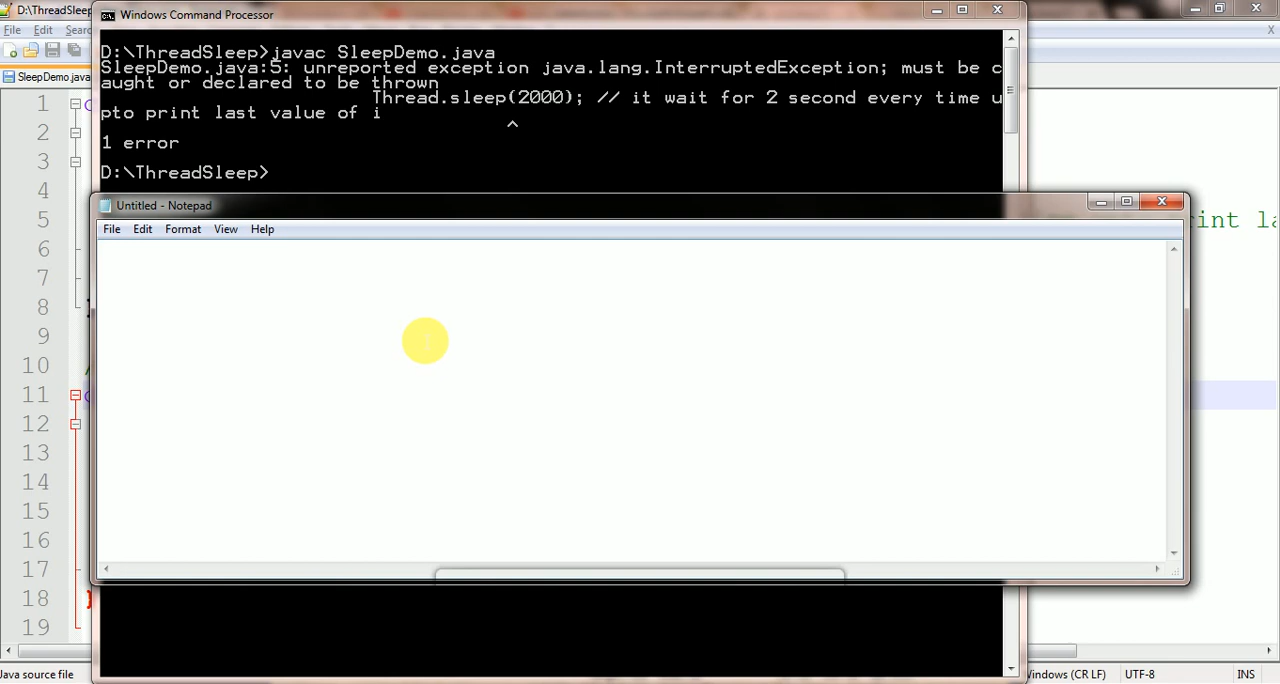 D:\ThreadSleep
Windows Command Processor
File Edit Searc
X
SleepDemo.java
D:\ThreadSleep>javac SleepDemo.java
SleepDemo.java:5: unreported exception java.lang.InterruptedException; must be c
aught or declared to be thrown
Thread.sleep(2000); // it wait for 2 second every time u
pto print last value of i
^
1 error
D:\ThreadSleep>
Untitled - Notepad
File Edit Format View Help
1
2
3
4
5
6
7
8
9
10
11
12
13
14
15
16
17
18
19
}
Java source file
Windows (CR LF) UTF-8 INS